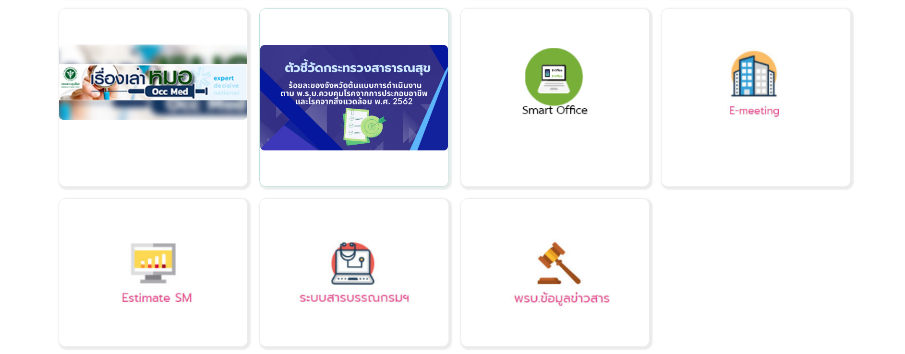 เรื่องเล่า หมอ
Occ Med
expert
decisive
ตัวชี้วัดกระทรวงสาธารณสุข
ร้อยละของจังหวัดต้นแบบการดำเนินงาน
ตาม พ.ร.บ.ควบคุมโรคจากการประกอบอาชีพ
และโรคจากสิ่งแวดล้อม พ.ศ. 2562
Smart Office
E-meeting
Estimate SM
ระบบสารบรรณกรมฯ
พรบ.ข้อมูลข่าวสาร